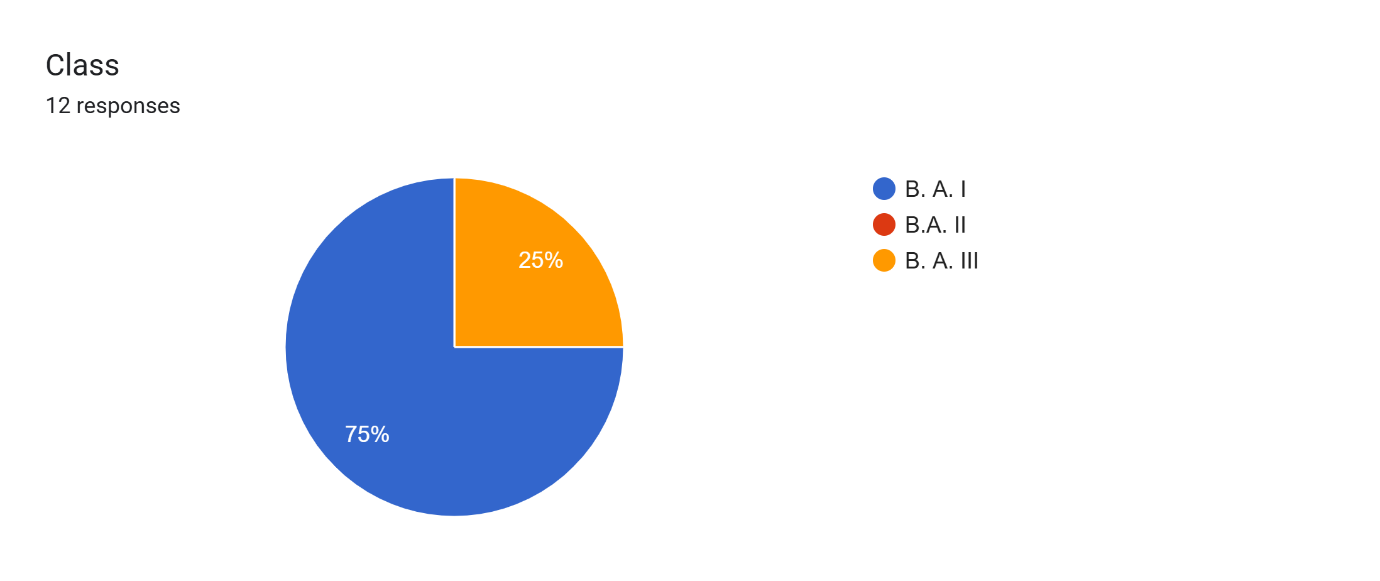 Class
12 responses
25%
75%
B. A. I
B.A. II
B. A. III